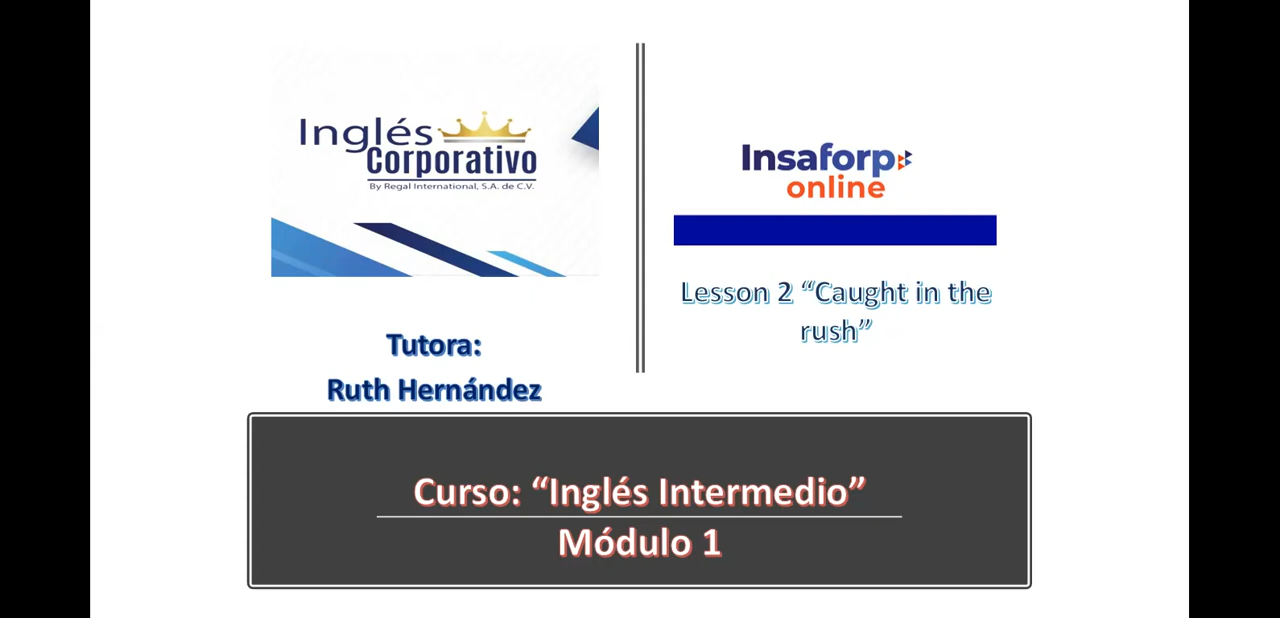 Inglés
Corporativo
By Regal International, S.A. de C.V.
Tutora:
Ruth Hernández
Insaforp
online
Lesson 2 “Caught in the
rush”
Curso: “Inglés Intermedio”
Módulo 1